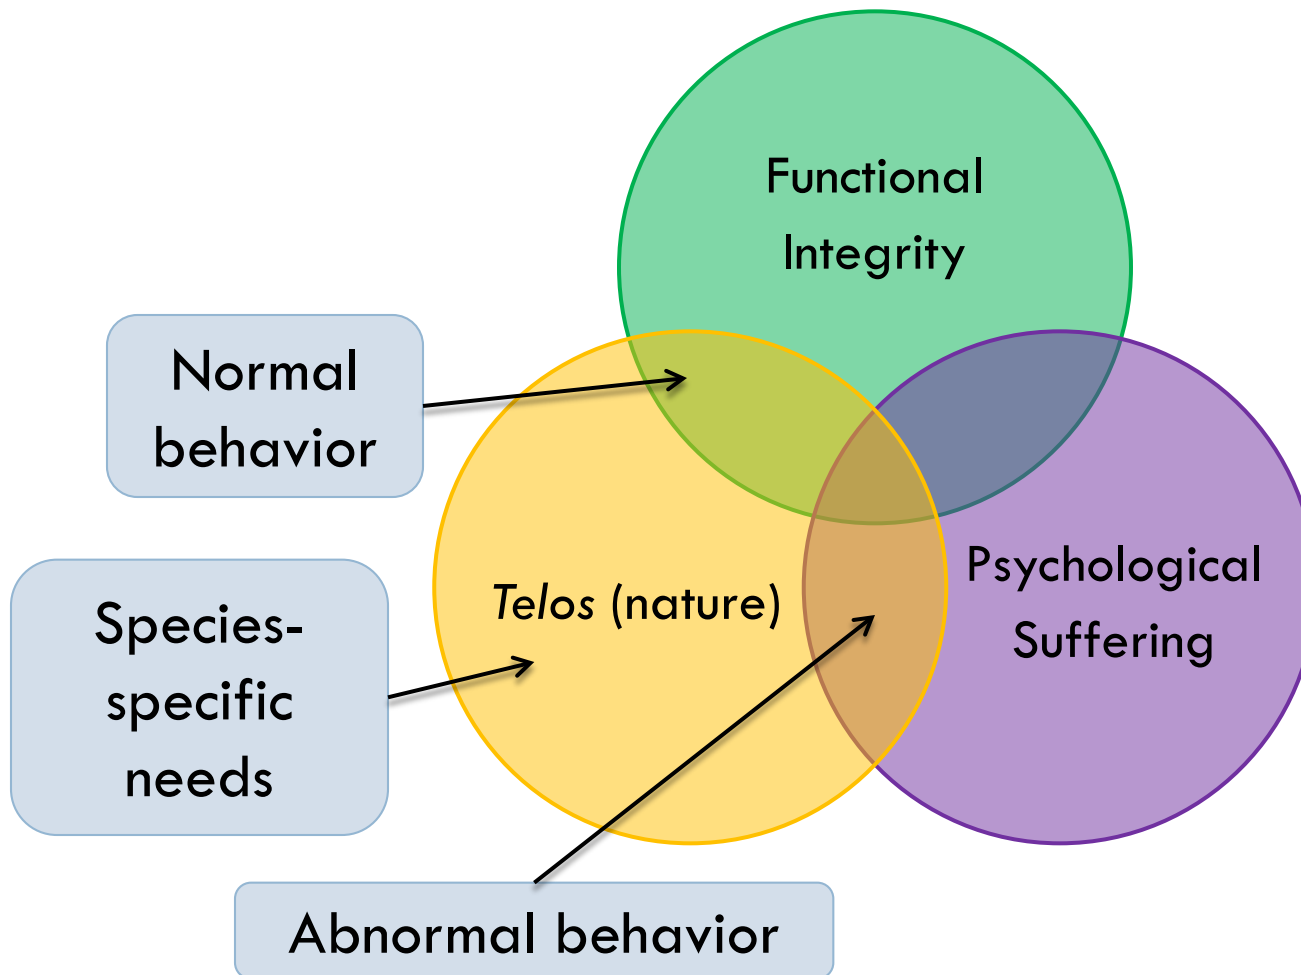 Functional
Integrity
Normal
behavior
Species-
specific
needs
Telos (nature)
Psychological
Suffering
Abnormal behavior